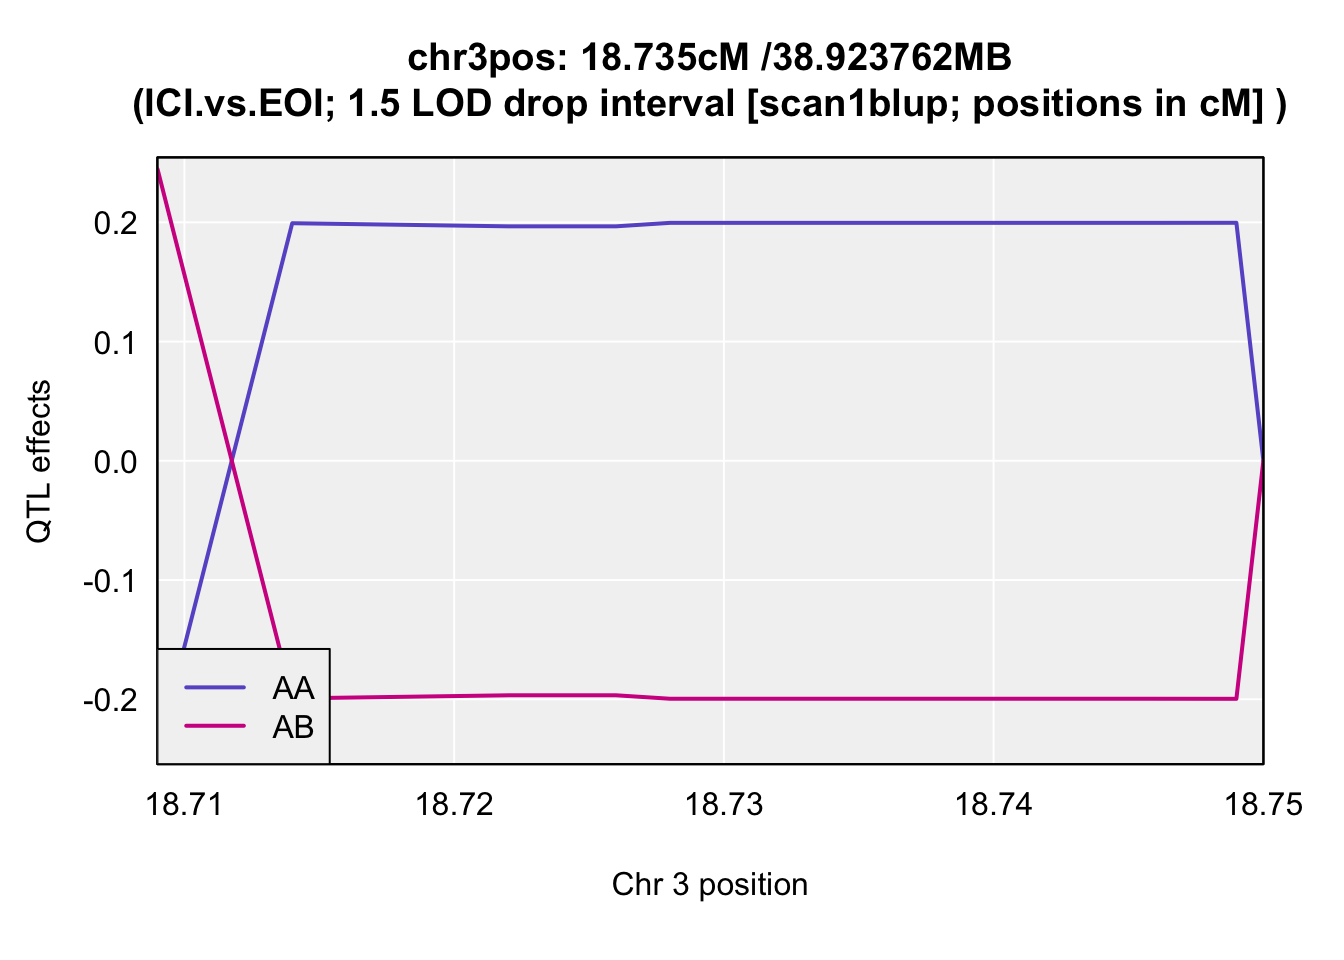 chr3pos: 18.735cM /38.923762MB
(ICI.vs.EOI; 1.5 LOD drop interval [scan1blup; positions in cM] )
QTL effects
0.2
0.1
0.0
-0.1
-0.2
AA
AB
18.71 18.72 18.73 18.74 18.75
Chr 3 position